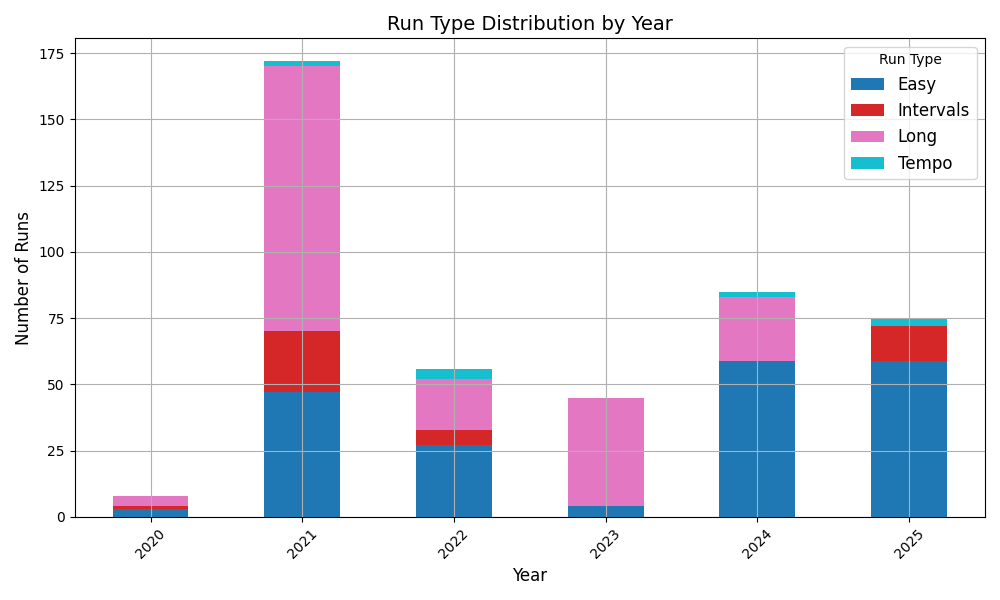 Run Type Distribution by Year
Number of Runs
175
150
125
100
75
50
25
0
Run Type
Easy
Intervals
Long
Tempo
2020
2021
2022
2023
2024
2025
Year